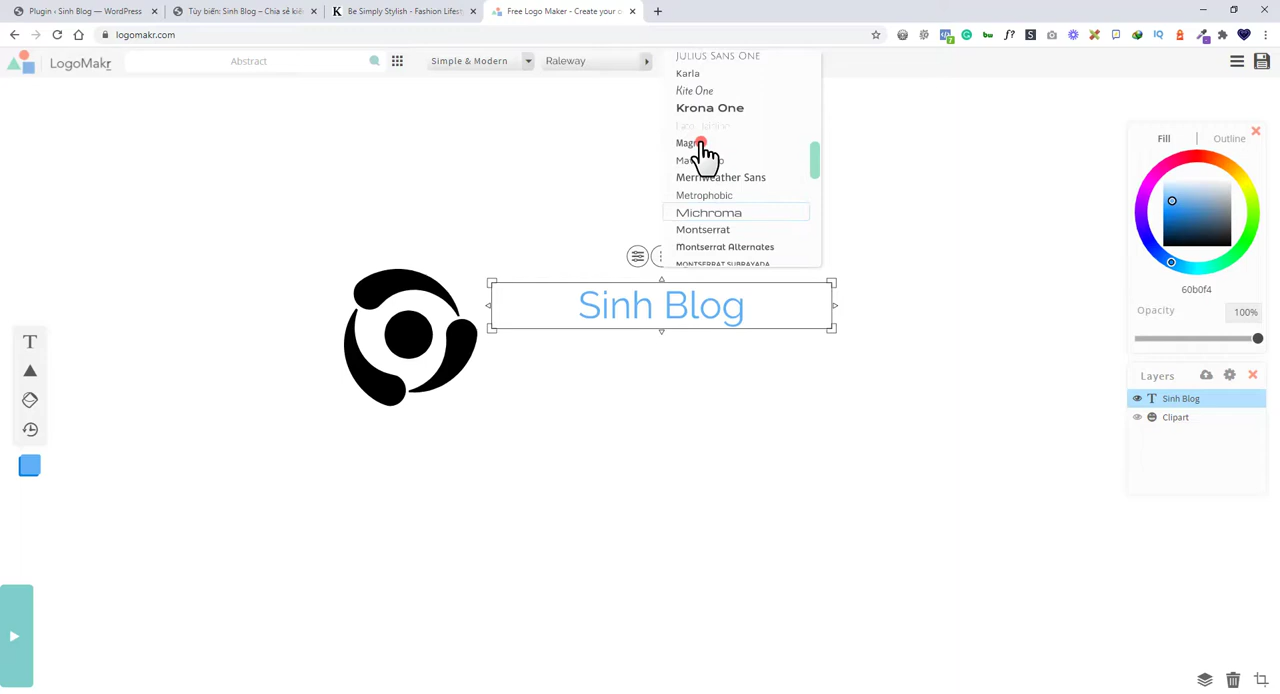 Plugin ‹ Sinh Blog — WordPress
Tùy biến: Sinh Blog – Chia sẻ kiế
Be Simply Stylish - Fashion Lifest
Free Logo Maker - Create your o
logomakr.com
LogoMakr
Abstract
Simple & Modern
Raleway
JULIUS SANS ONE
Karla
Kite One
Krona One
Merriweather Sans
Metrophobic
Michroma
Montserrat
Montserrat Alternates
MONTSERRAT SUBRAYADA
Fill
Outline
60b0f4
Opacity
100%
Sinh Blog
T
Layers
T Sinh Blog
Clipart